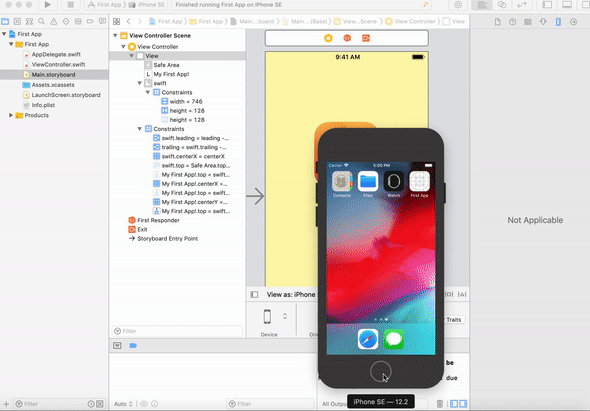 First App
iPhone SE
Finished running First App on iPhone SE
First App
First App
Main....board
Main....(Base)
View...Scene
View Controller
View
First App
First App
AppDelegate.swift
ViewController.swift
Main.storyboard
Assets.xcassets
LaunchScreen.storyboard
Info.plist
Products
View Controller Scene
View Controller
View
Safe Area
L My First App!
swift
Constraints
width = 746
height = 128
height = 128
Constraints
swift.leading = leading -...
trailing = swift.trailing -...
swift.centerX = centerX
swift.top = Safe Area.top...
My First App!.centerX =...
My First App!.top = swift...
My First App!.top = swift...
My First App!.centerY =...
My First App!.top = swift...
First Responder
Exit
Storyboard Entry Point
9:41 AM
Carrier
5:05 PM
Contacts
Files
Watch
First App
Not Applicable
View as: iPhone
Device
Traits
Filter
be
due
Filter
Auto
Filter
All Outpu
iPhone SE — 12.2